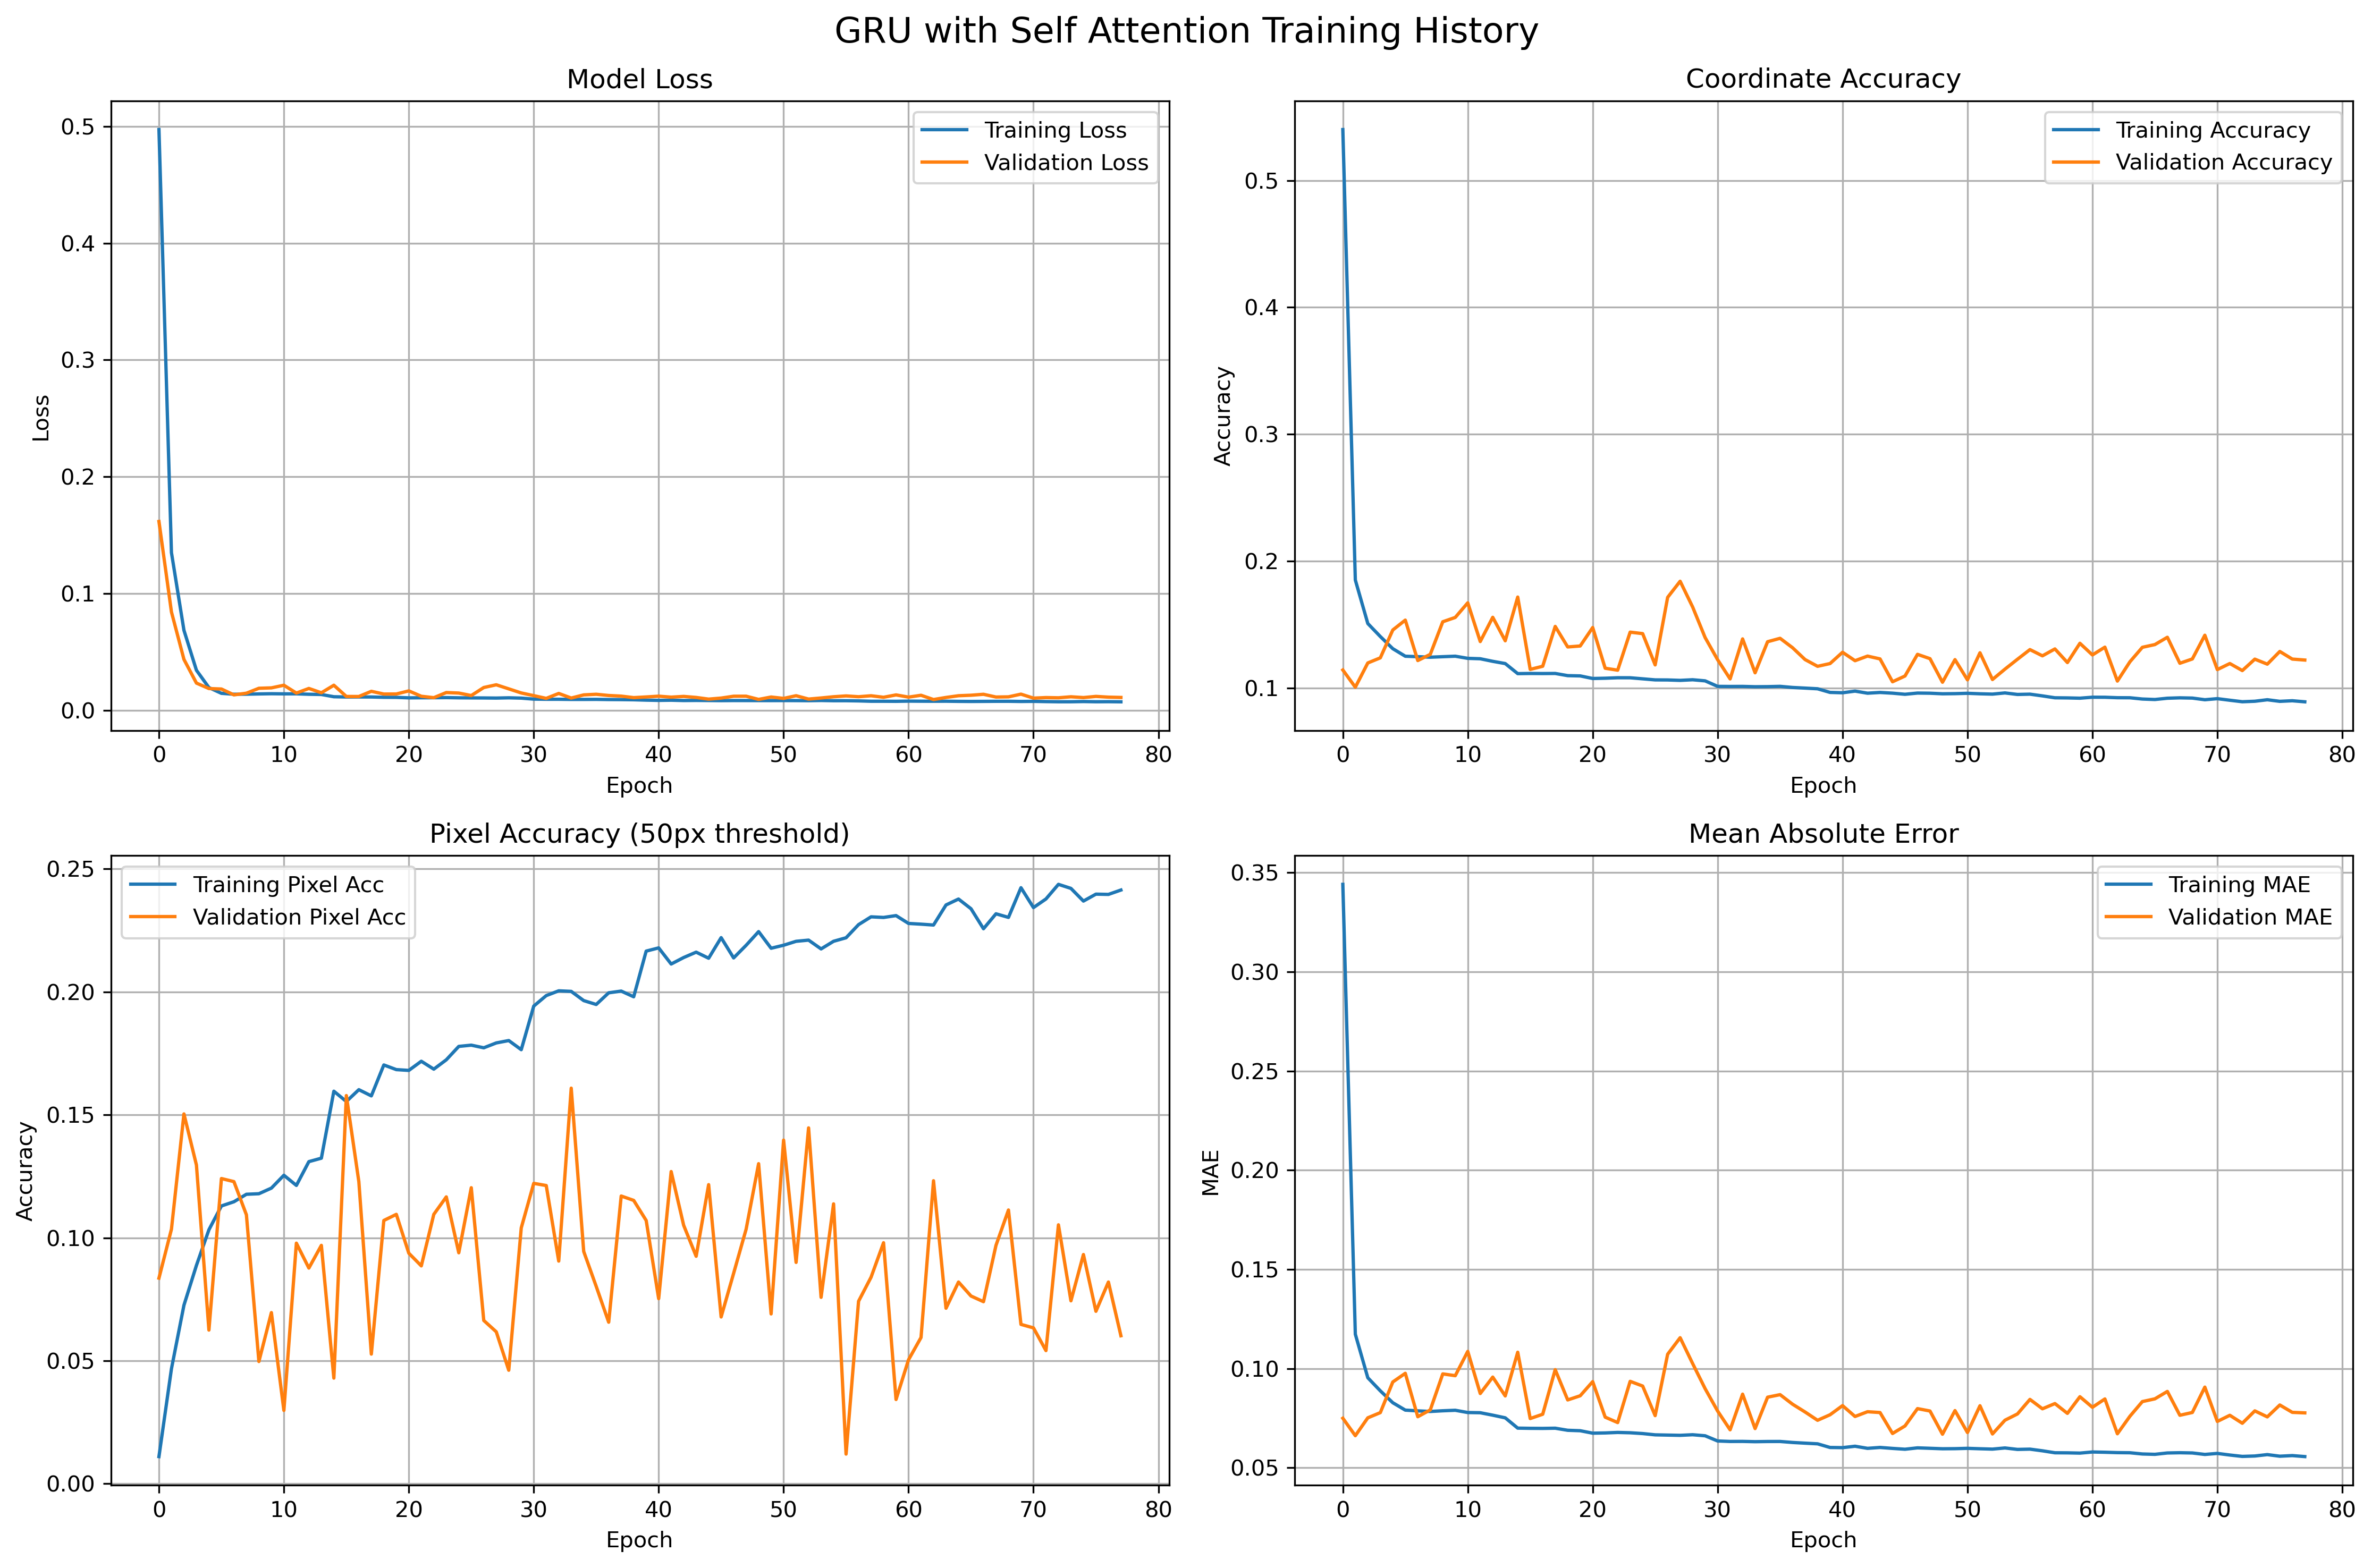 GRU with Self Attention Training History
Model Loss
Training Loss
Validation Loss
Loss
0.5
0.4
0.3
0.2
0.1
0.0
0 10 20 30 40 50 60 70 80
Epoch
Coordinate Accuracy
Training Accuracy
Validation Accuracy
Accuracy
0.5
0.4
0.3
0.2
0.1
0 10 20 30 40 50 60 70 80
Epoch
Pixel Accuracy (50px threshold)
Training Pixel Acc
Validation Pixel Acc
Accuracy
0.25
0.20
0.15
0.10
0.05
0.00
0 10 20 30 40 50 60 70 80
Epoch
Mean Absolute Error
Training MAE
Validation MAE
MAE
0.35
0.30
0.25
0.20
0.15
0.10
0.05
0 10 20 30 40 50 60 70 80
Epoch